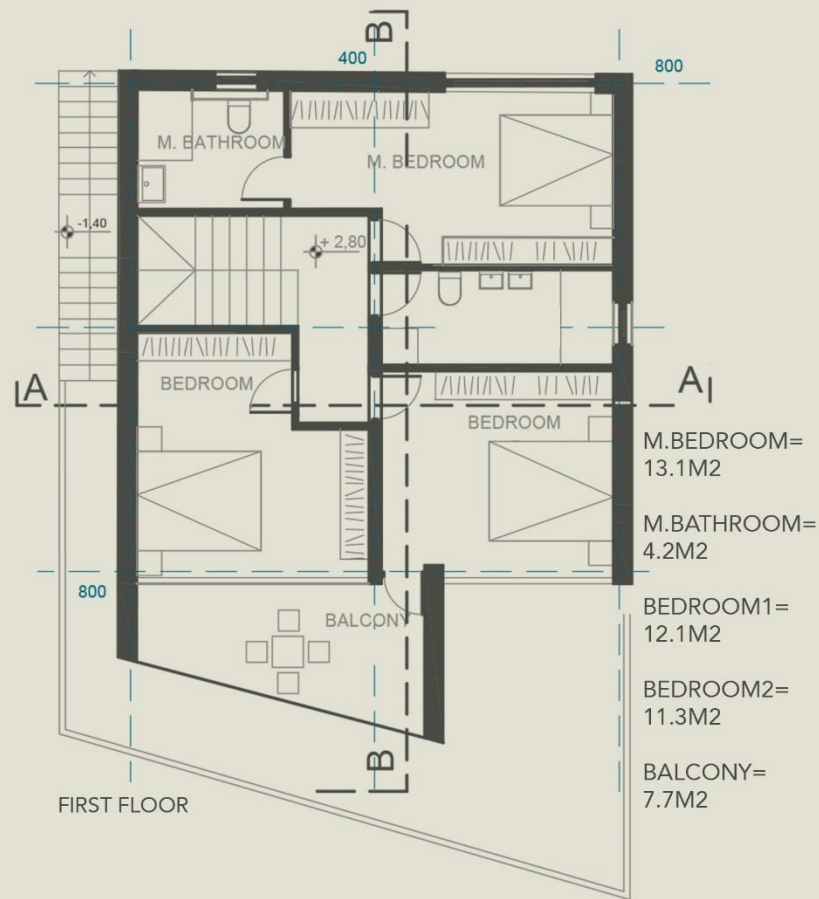 B
400
800
M. BATHROOM
M. BEDROOM
-1,40
+ 2,80
A
A
BEDROOM
BEDROOM
M.BEDROOM=
13.1M2
M.BATHROOM=
4.2M2
800
BEDROOM1=
12.1M2
BALCONY
BEDROOM2=
11.3M2
B
BALCONY=
7.7M2
FIRST FLOOR